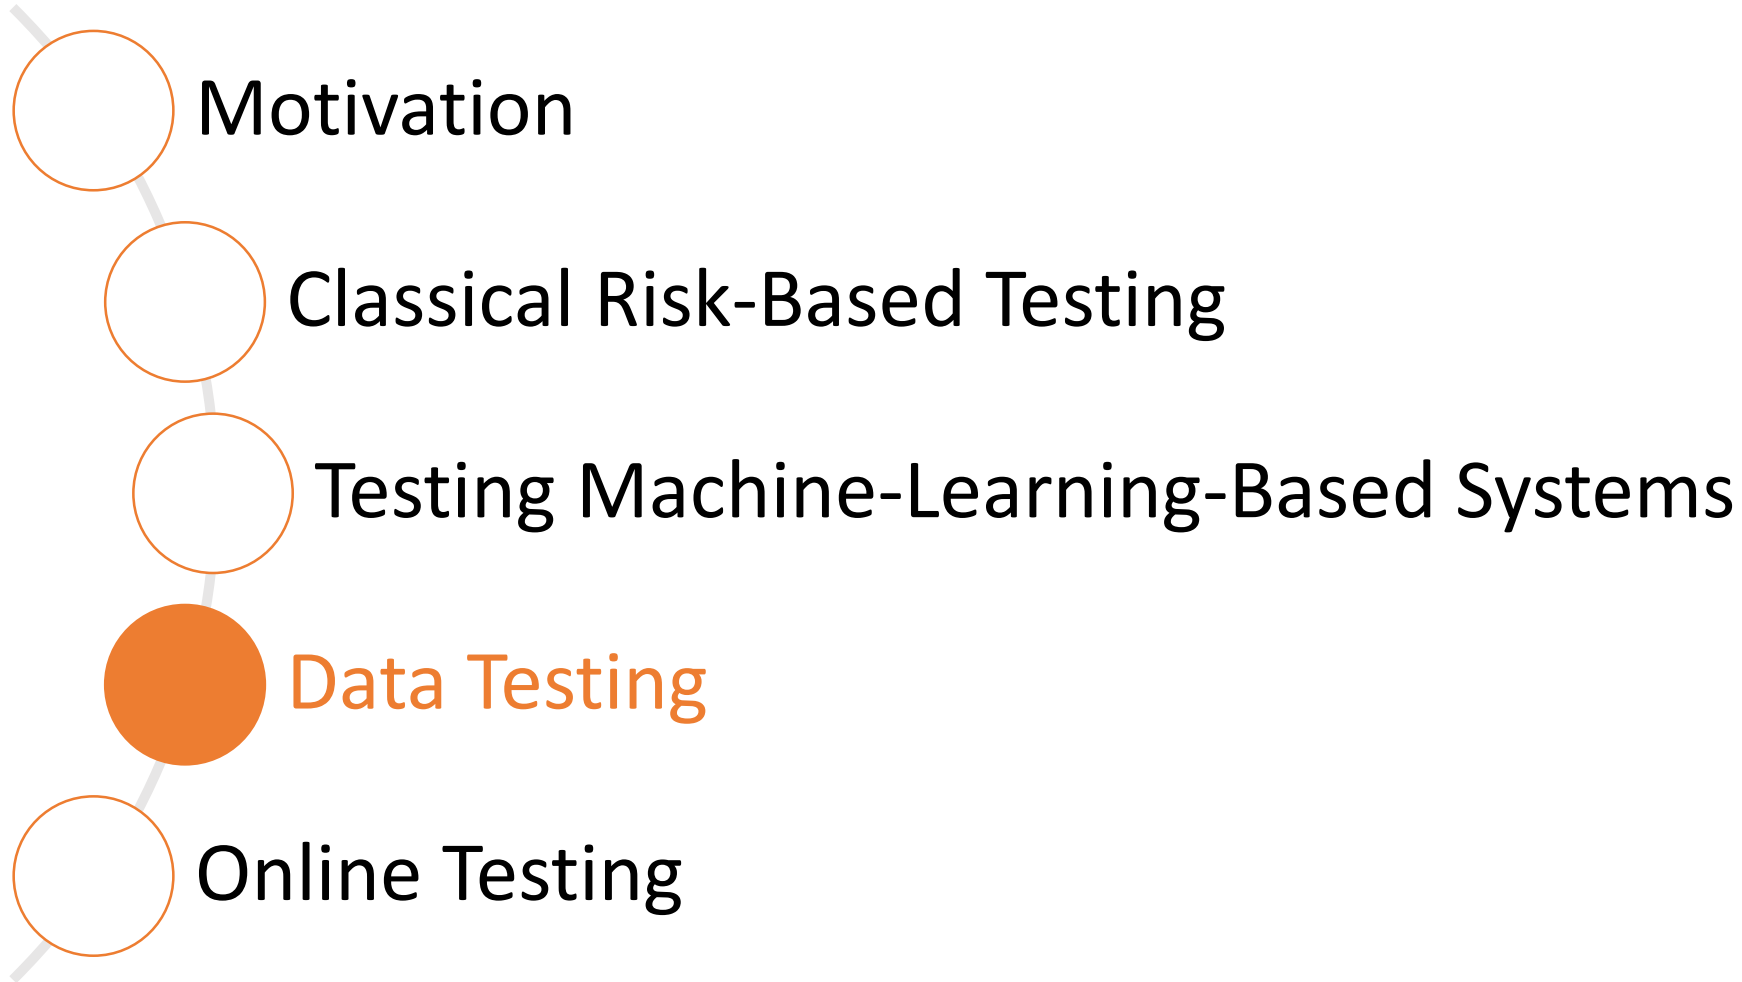 Motivation
Classical Risk-Based Testing
Testing Machine-Learning-Based Systems
Data Testing
Online Testing